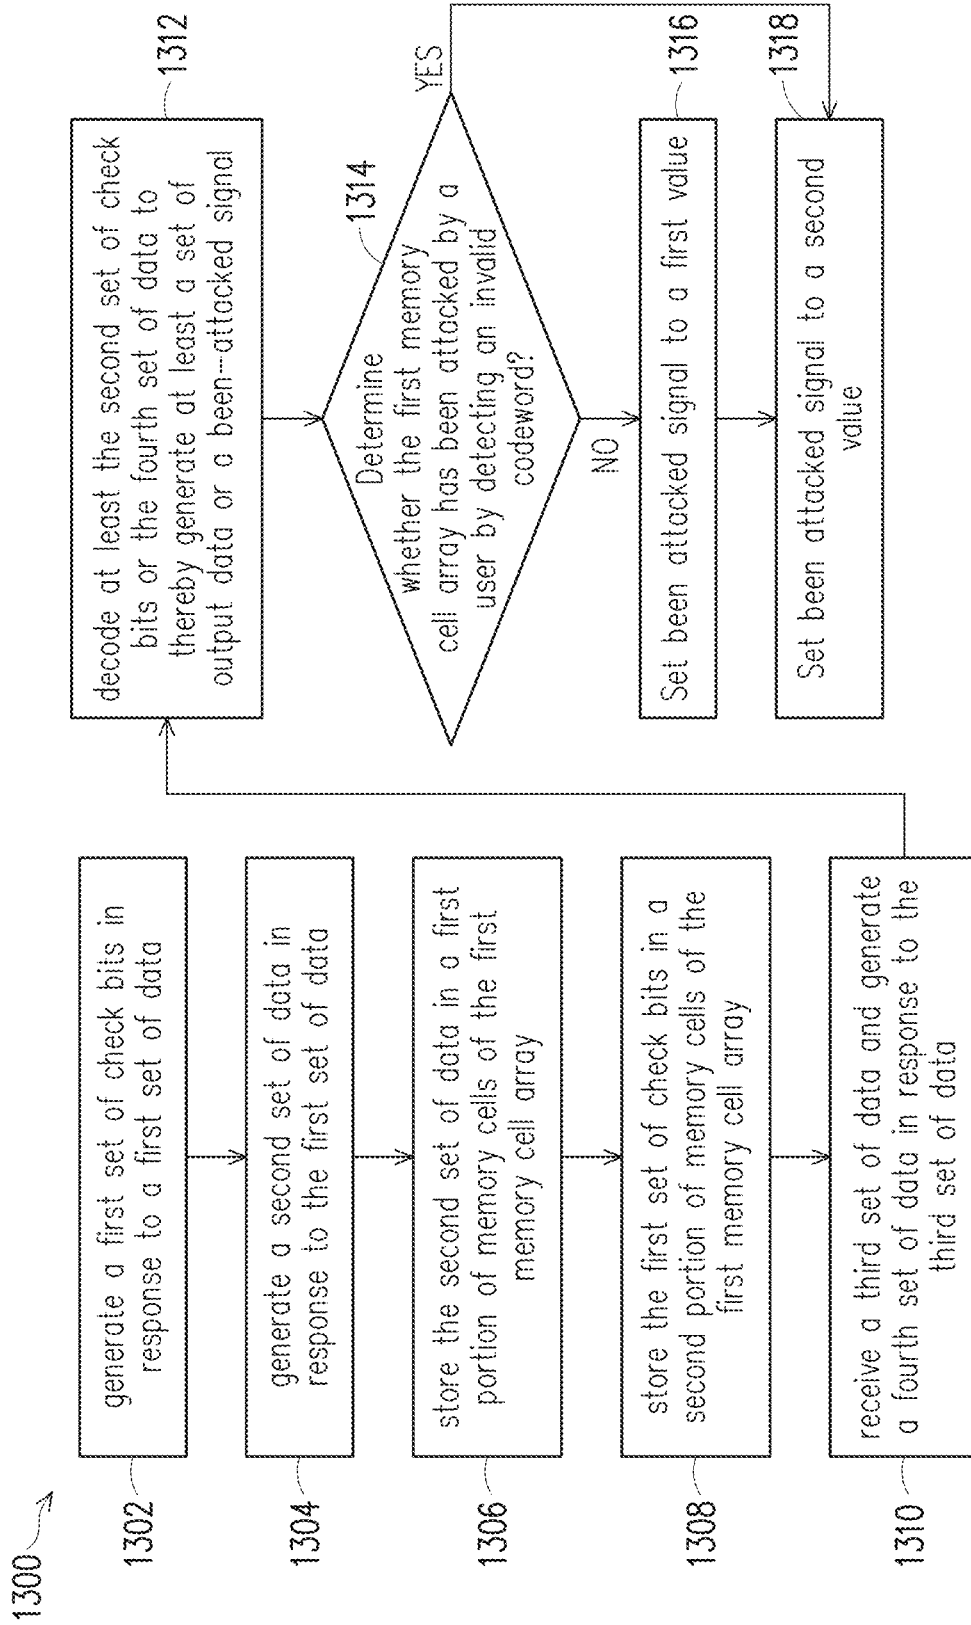 1300
generate a first set of check bits in
response to a first set of data
1302
generate a second set of data in
response to the first set of data
1304
store the second set of data in a first
portion of memory cells of the first
memory cell array
1306
store the first set of check bits in a
second portion of memory cells of the
first memory cell array
1308
receive a third set of data and generate
a fourth set of data in response to the
third set of data
1310
decode at least the second set of check
bits or the fourth set of data to
thereby generate at least a set of
output data or a been--attacked signal
1312
Determine
whether the first memory
cell array has been attacked by a
user by detecting an invalid
codeword?
1314
YES
NO
Set been attacked signal to a first value
1316
Set been attacked signal to a second
value
1318